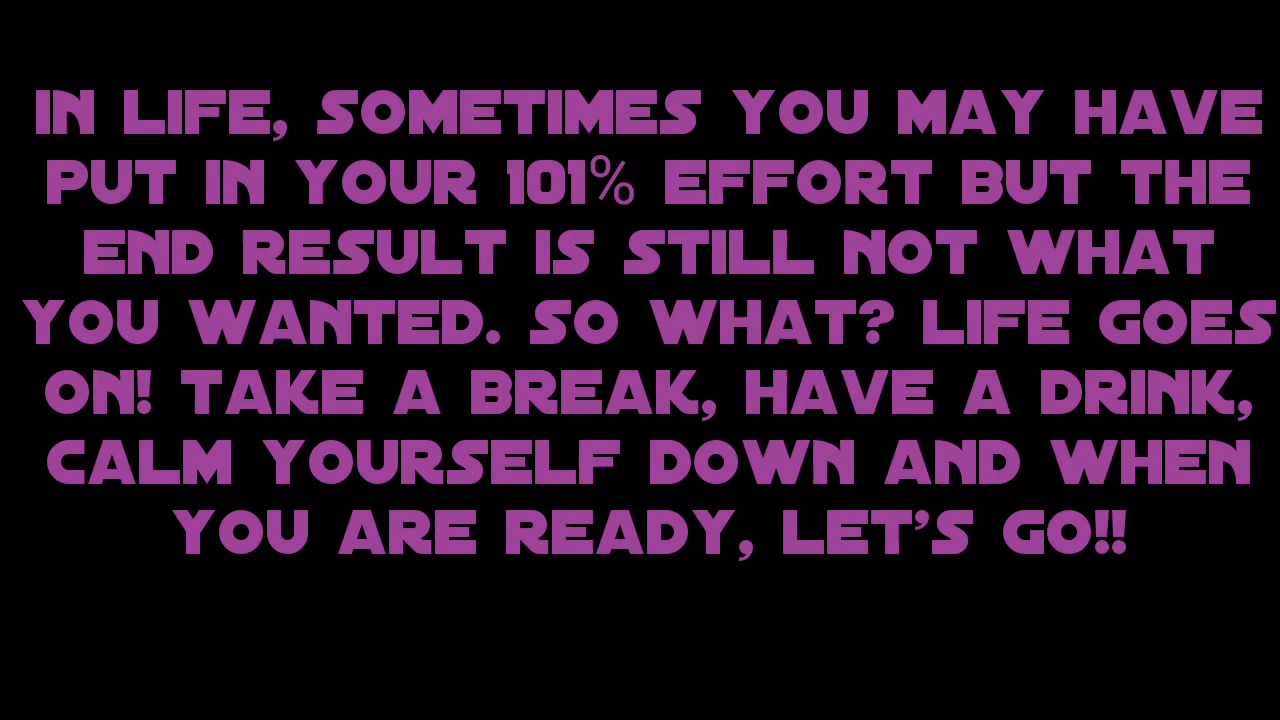 IN LIFE, SOMETIMES YOU MAY HAVE
PUT IN YOUR 101% EFFORT BUT THE
END RESULT IS STILL NOT WHAT
YOU WANTED. SO WHAT? LIFE GOES
ON! TAKE A BREAK, HAVE A DRINK,
CALM YOURSELF DOWN AND WHEN
YOU ARE READY, LET'S GO!!